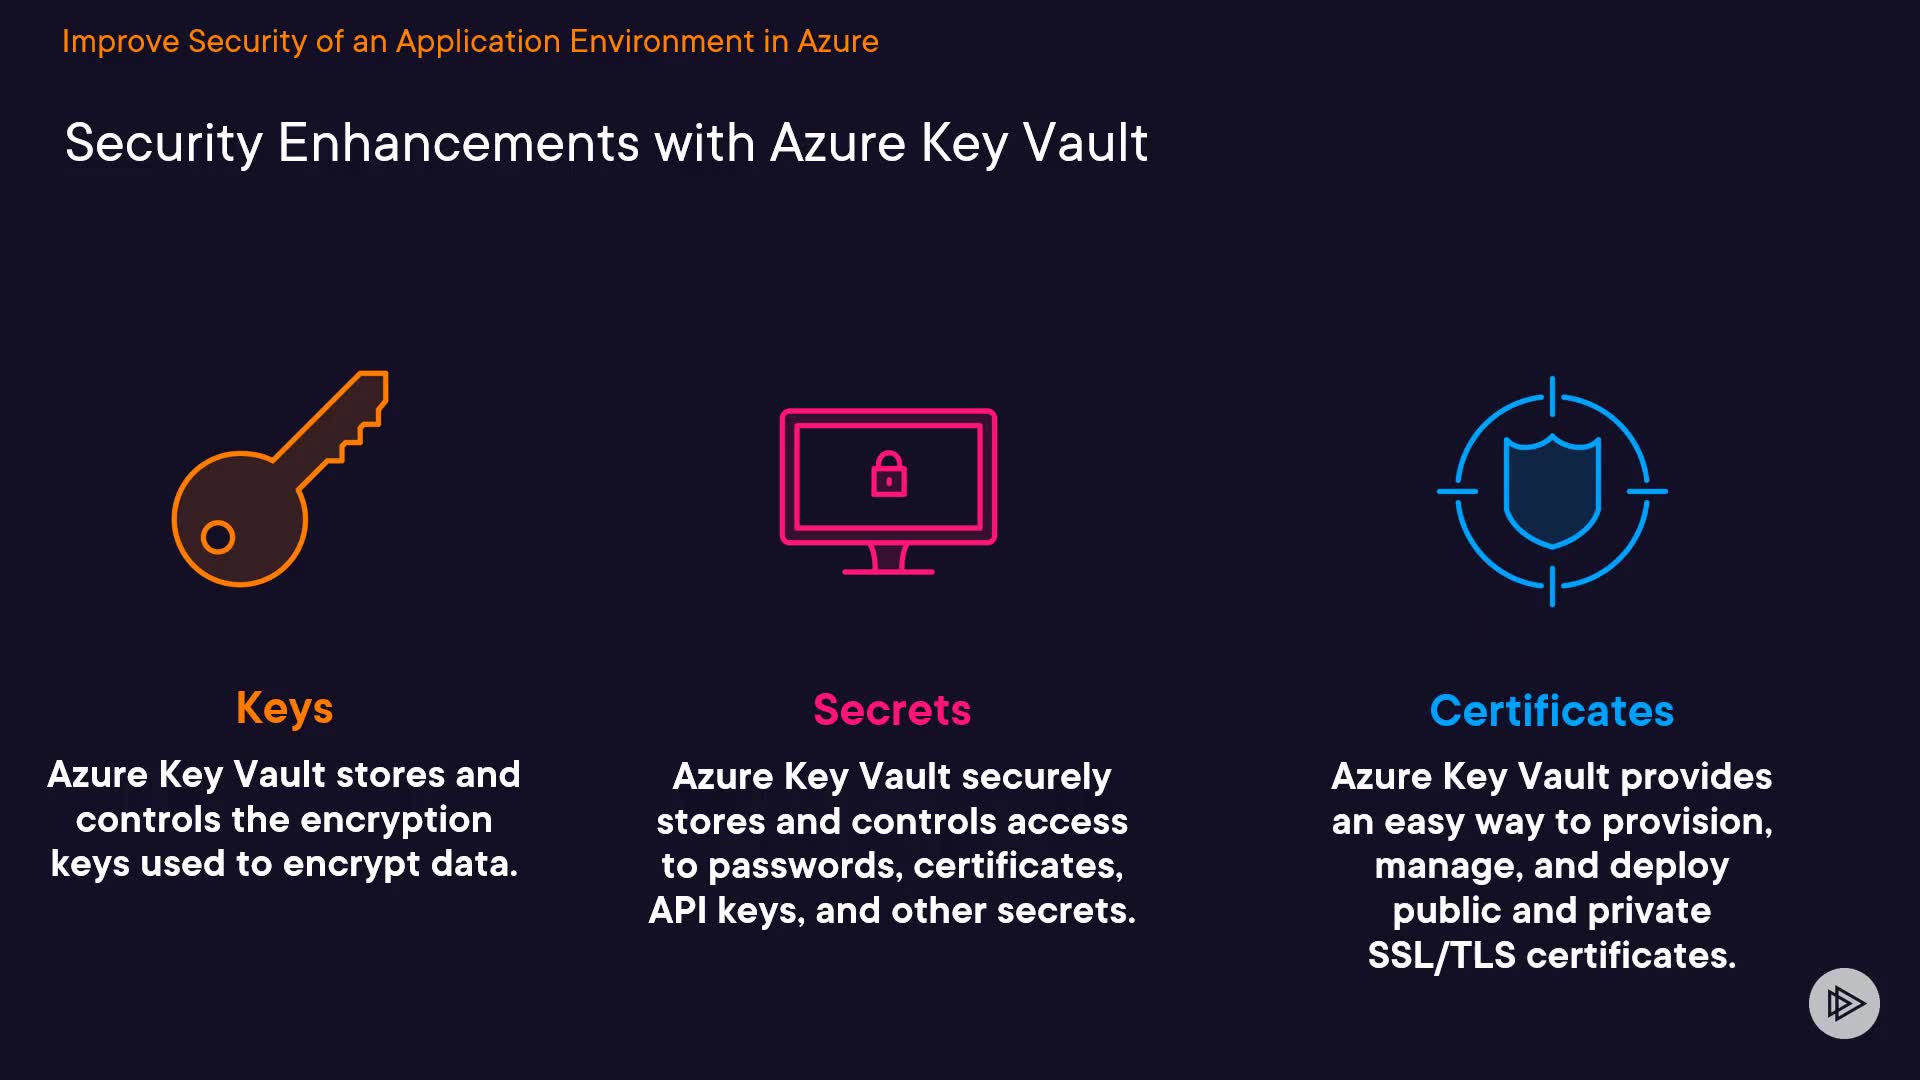 Improve Security of an Application Environment in Azure
Security Enhancements with Azure Key Vault
Keys
Azure Key Vault stores and
controls the encryption
keys used to encrypt data.
Secrets
Azure Key Vault securely
stores and controls access
to passwords, certificates,
API keys, and other secrets.
Certificates
Azure Key Vault provides
an easy way to provision,
manage, and deploy
public and private
SSL/TLS certificates.